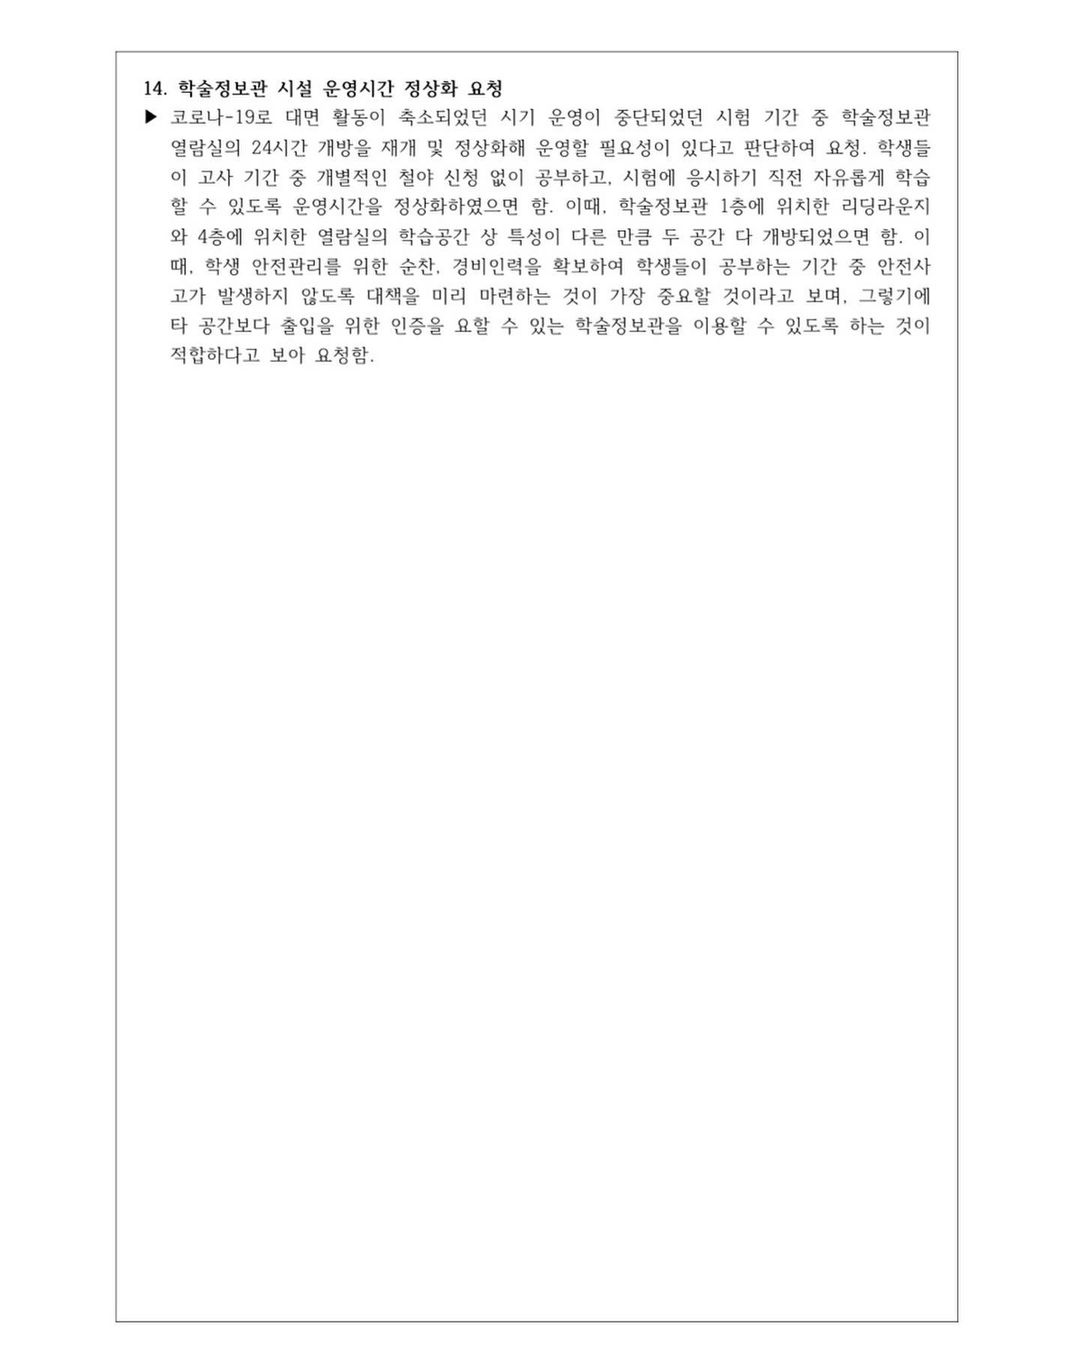 14. 학술정보관 시설 운영시간 정상화 요청
▶ 코로나-19로 대면 활동이 축소되었던 시기 운영이 중단되었던 시험 기간 중 학술정보관
열람실의 24시간 개방을 재개 및 정상화해 운영할 필요성이 있다고 판단하여 요청. 학생들
이 고사 기간 중 개별적인 철야 신청 없이 공부하고, 시험에 응시하기 직전 자유롭게 학습
할 수 있도록 운영시간을 정상화하였으면 함. 이때, 학술정보관 1층에 위치한 리딩라운지
와 4층에 위치한 열람실의 학습공간 상 특성이 다른 만큼 두 공간 다 개방되었으면 함. 이
때, 학생 안전관리를 위한 순찬, 경비인력을 확보하여 학생들이 공부하는 기간 중 안전사
고가 발생하지 않도록 대책을 미리 마련하는 것이 가장 중요할 것이라고 보며, 그렇기에
타 공간보다 출입을 위한 인증을 요할 수 있는 학술정보관을 이용할 수 있도록 하는 것이
적합하다고 보아 요청함.